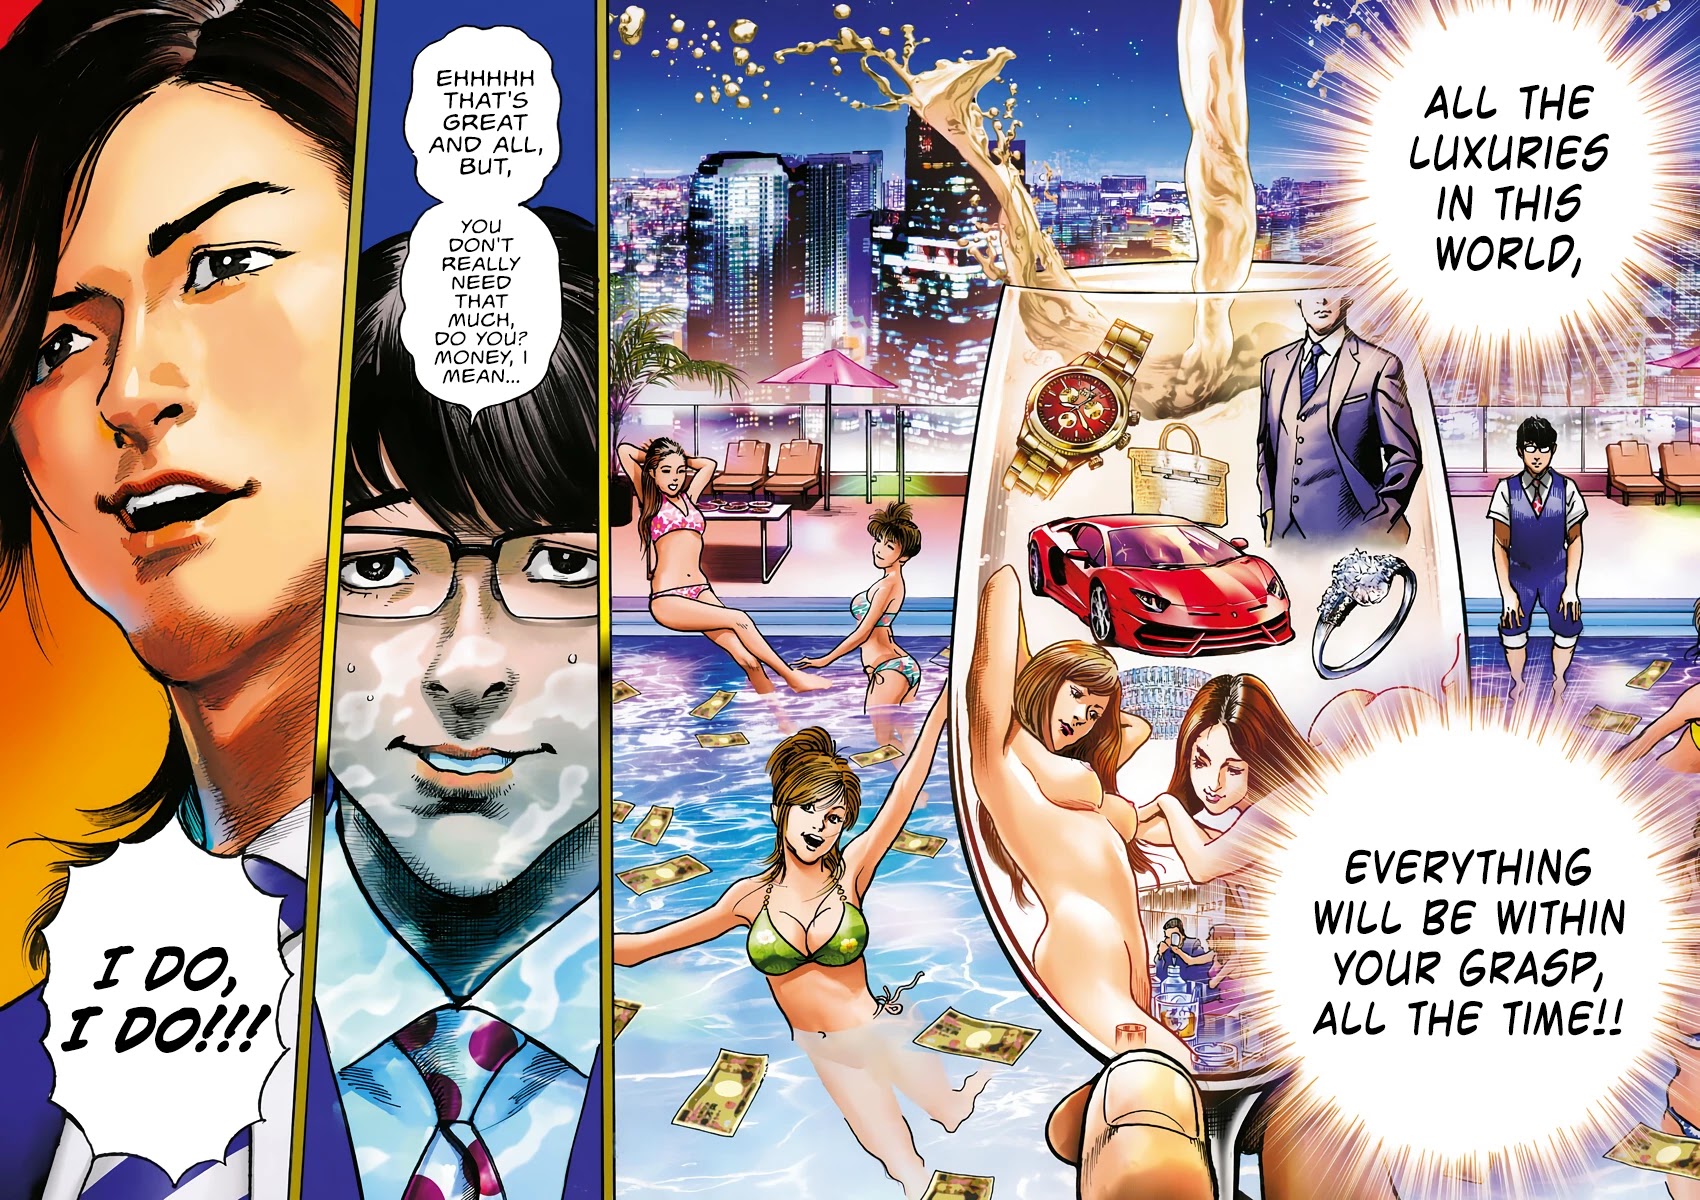 ALL THE
LUXURIES
IN THIS
WORLD,
EVERYTHING
WILL BE WITHIN
YOUR GRASP,
ALL THE TIME!!
EHHHHH
THAT'S
GREAT
AND ALL,
BUT,
YOU
DON'T
REALLY
NEED
THAT
MUCH,
DO YOU?
MONEY, I
MEAN...
I DO,
I DO!!!